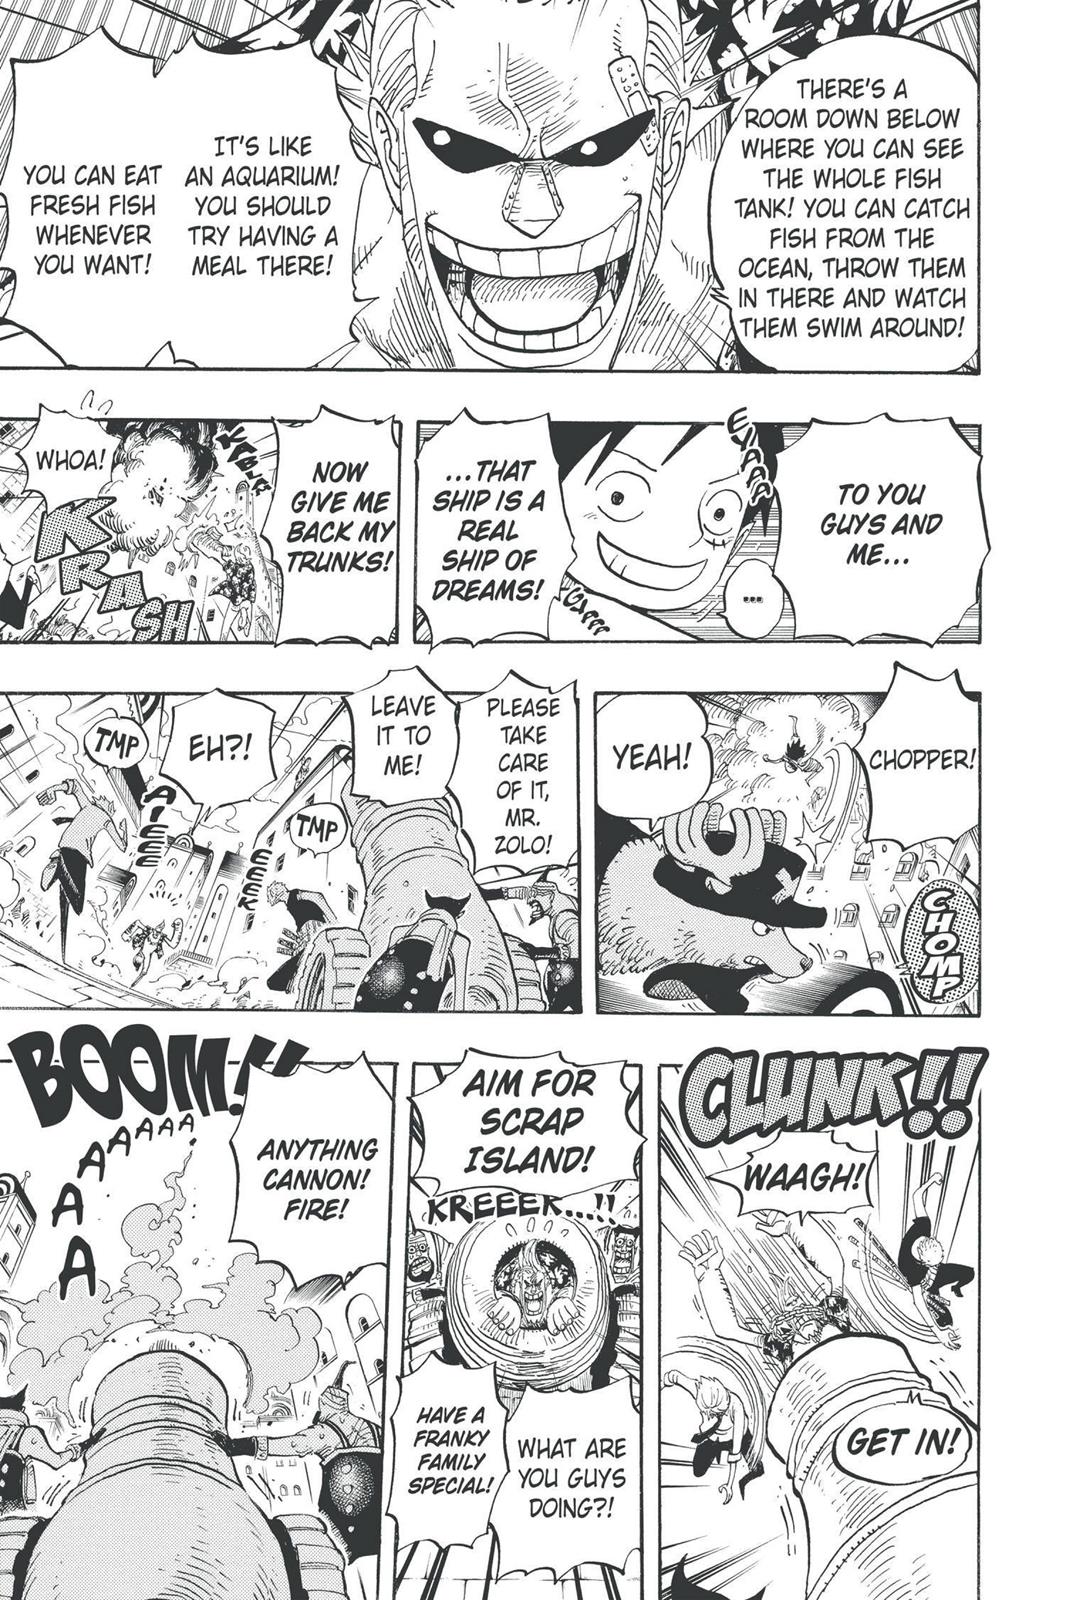 THERE'S A
ROOM DOWN BELOW
WHERE YOU CAN SEE
THE WHOLE FISH
TANK! YOU CAN CATCH
FISH FROM THE
OCEAN, THROW THEM
IN THERE AND WATCH
THEM SWIM AROUND!
IT'S LIKE
AN AQUARIUM!
YOU SHOULD
TRY HAVING A
MEAL THERE!
YOU CAN EAT
FRESH FISH
WHENEVER
YOU WANT!
TO YOU
GUYS AND
ME...
EYAAA
...
...THAT
SHIP IS A
REAL
SHIP OF
DREAMS!
NOW
GIVE ME
BACK MY
TRUNKS!
KABLA
WHOA!
KRASH
CHOPPER!
YEAH!
CHOMP
PLEASE
TAKE
CARE
OF IT,
MR.
ZOLO!
LEAVE
IT TO
ME!
TMP
EH?!
AIEEE
EEEK
TMP
CLUNK!!
WAAGH!
GET IN!
AIM FOR
SCRAP
ISLAND!
KREEEK...!!
WHAT ARE
YOU GUYS
DOING?!
HAVE A
FRANKY
FAMILY
SPECIAL!
ANYTHING
CANNON!
FIRE!
BOOM!!
AAAAAAAAA